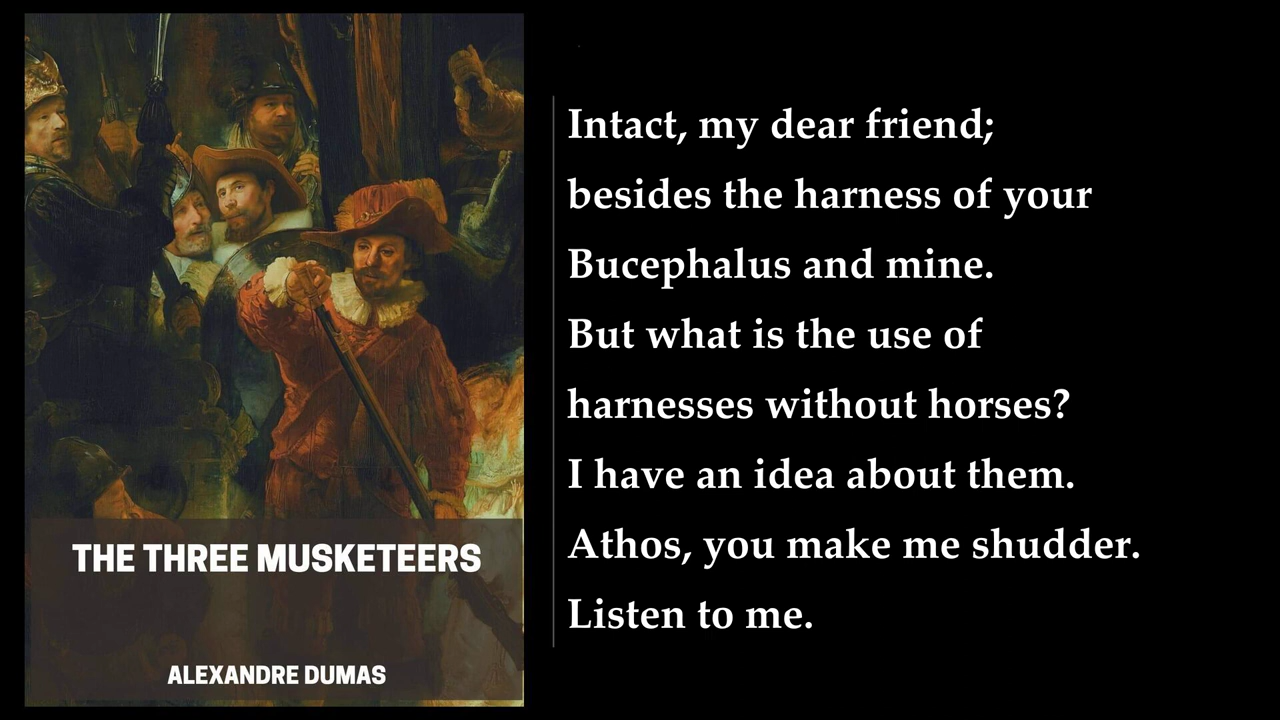 THE THREE MUSKETEERS
ALEXANDRE DUMAS
Intact, my dear friend;
besides the harness of your
Bucephalus and mine.
But what is the use of
harnesses without horses?
I have an idea about them.
Athos, you make me shudder.
Listen to me.